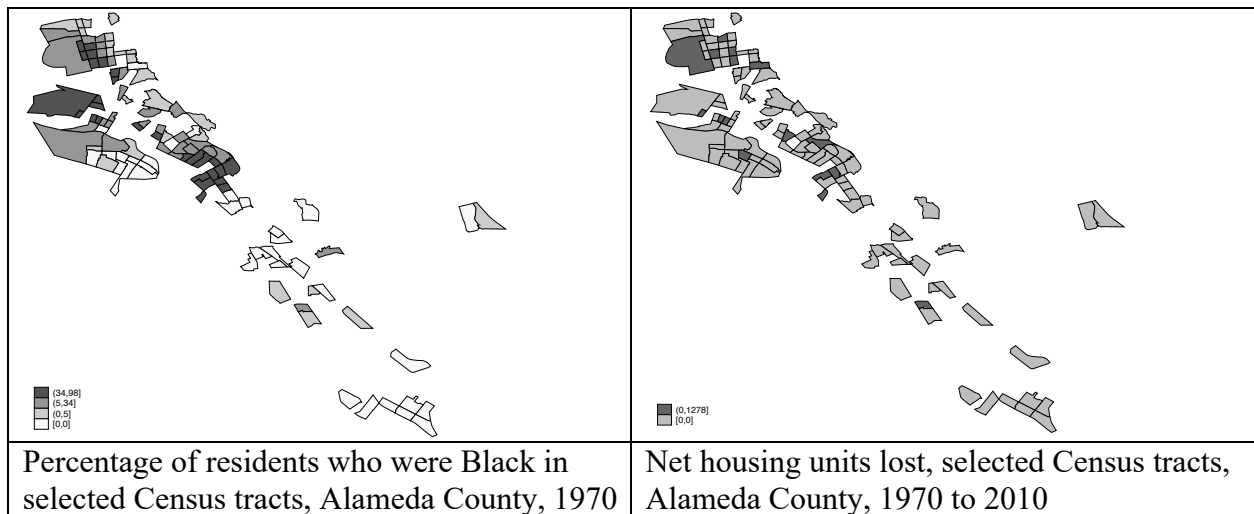 (34,98]
(5,34]
(0,5]
[0,0]
(0,1278]
[0,0]
Percentage of residents who were Black in
selected Census tracts, Alameda County, 1970
Net housing units lost, selected Census tracts,
Alameda County, 1970 to 2010